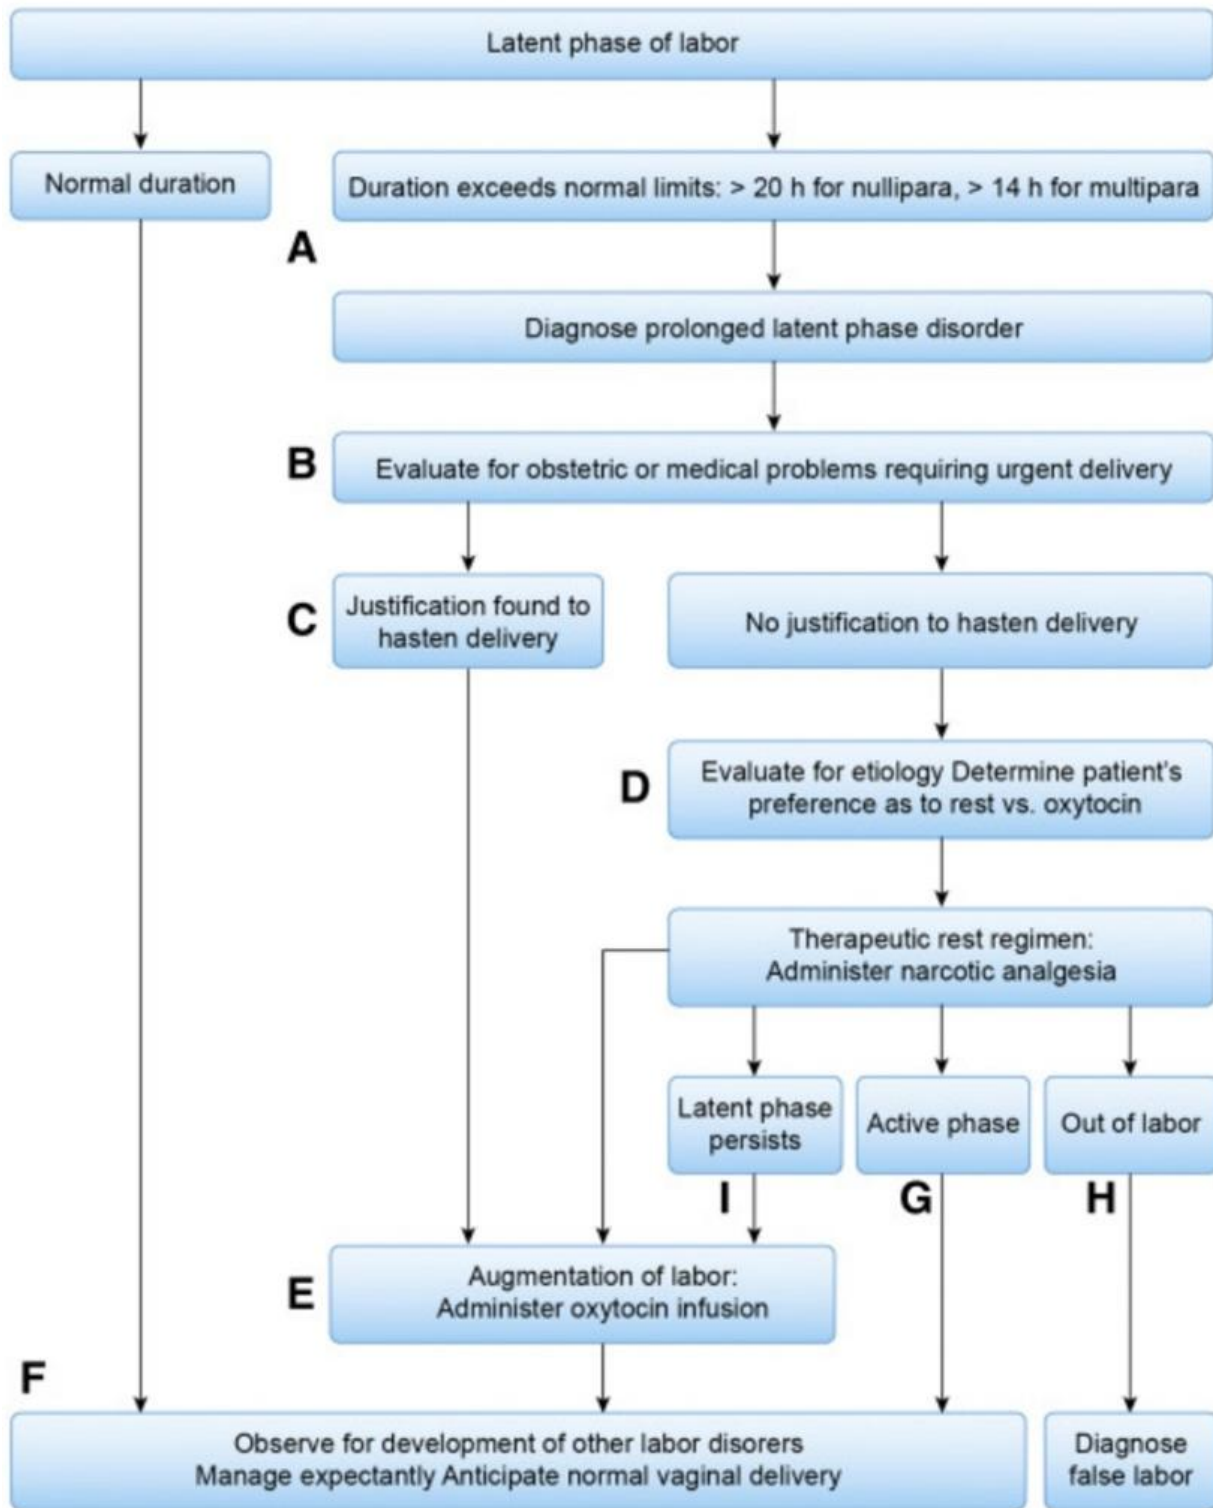 Latent phase of labor
Normal duration
Duration exceeds normal limits: > 20 h for nullipara, > 14 h for multipara
A
Diagnose prolonged latent phase disorder
B
Evaluate for obstetric or medical problems requiring urgent delivery
C
Justification found to
hasten delivery
No justification to hasten delivery
D
Evaluate for etiology Determine patient's
preference as to rest vs. oxytocin
Therapeutic rest regimen:
Administer narcotic analgesia
Latent phase
persists
Active phase
Out of labor
I
G
H
E
Augmentation of labor:
Administer oxytocin infusion
F
Observe for development of other labor disorers
Manage expectantly Anticipate normal vaginal delivery
Diagnose
false labor